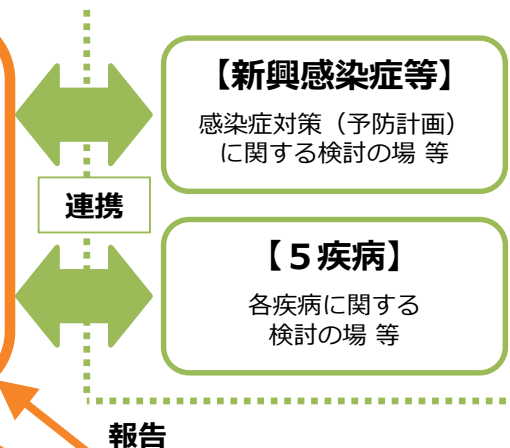 【新興感染症等】
感染症対策（予防計画）
に関する検討の場 等
連携
【５疾病】
各疾病に関する
検討の場 等
報告